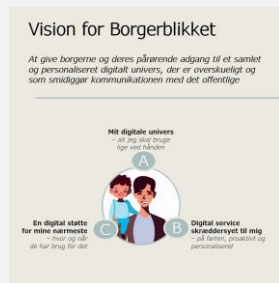 Vision for Borgerblikket
At give borgerne og deres pårørende adgang til et samlet
og personaliseret digitalt univers, der er overskueligt og
som smidiggør kommunikationen med det offentlige
Mit digitale univers
– alt jeg skal bruge
lige ved hånden
A
En digital støtte
for mine nærmeste
– hvor og når
de har brug for det
C
B
Digital service
skræddersyet til mig
– på farten, proaktivt og
personaliseret